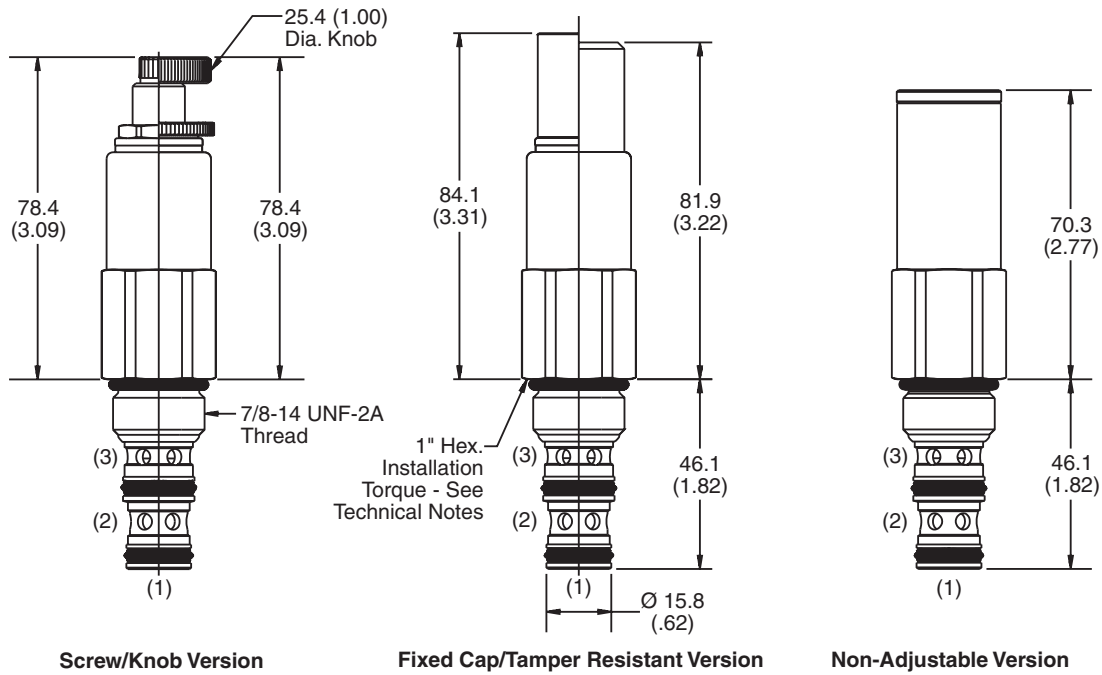 25.4 (1.00)
Dia. Knob
78.4
(3.09)
78.4
(3.09)
7/8-14 UNF-2A
Thread
(3)
(2)
(1)
Screw/Knob Version
84.1
(3.31)
81.9
(3.22)
1" Hex.
Installation
Torque - See
Technical Notes
(3)
(2)
(1)
46.1
(1.82)
Ø 15.8
(.62)
Fixed Cap/Tamper Resistant Version
70.3
(2.77)
(3)
(2)
(1)
46.1
(1.82)
Non-Adjustable Version